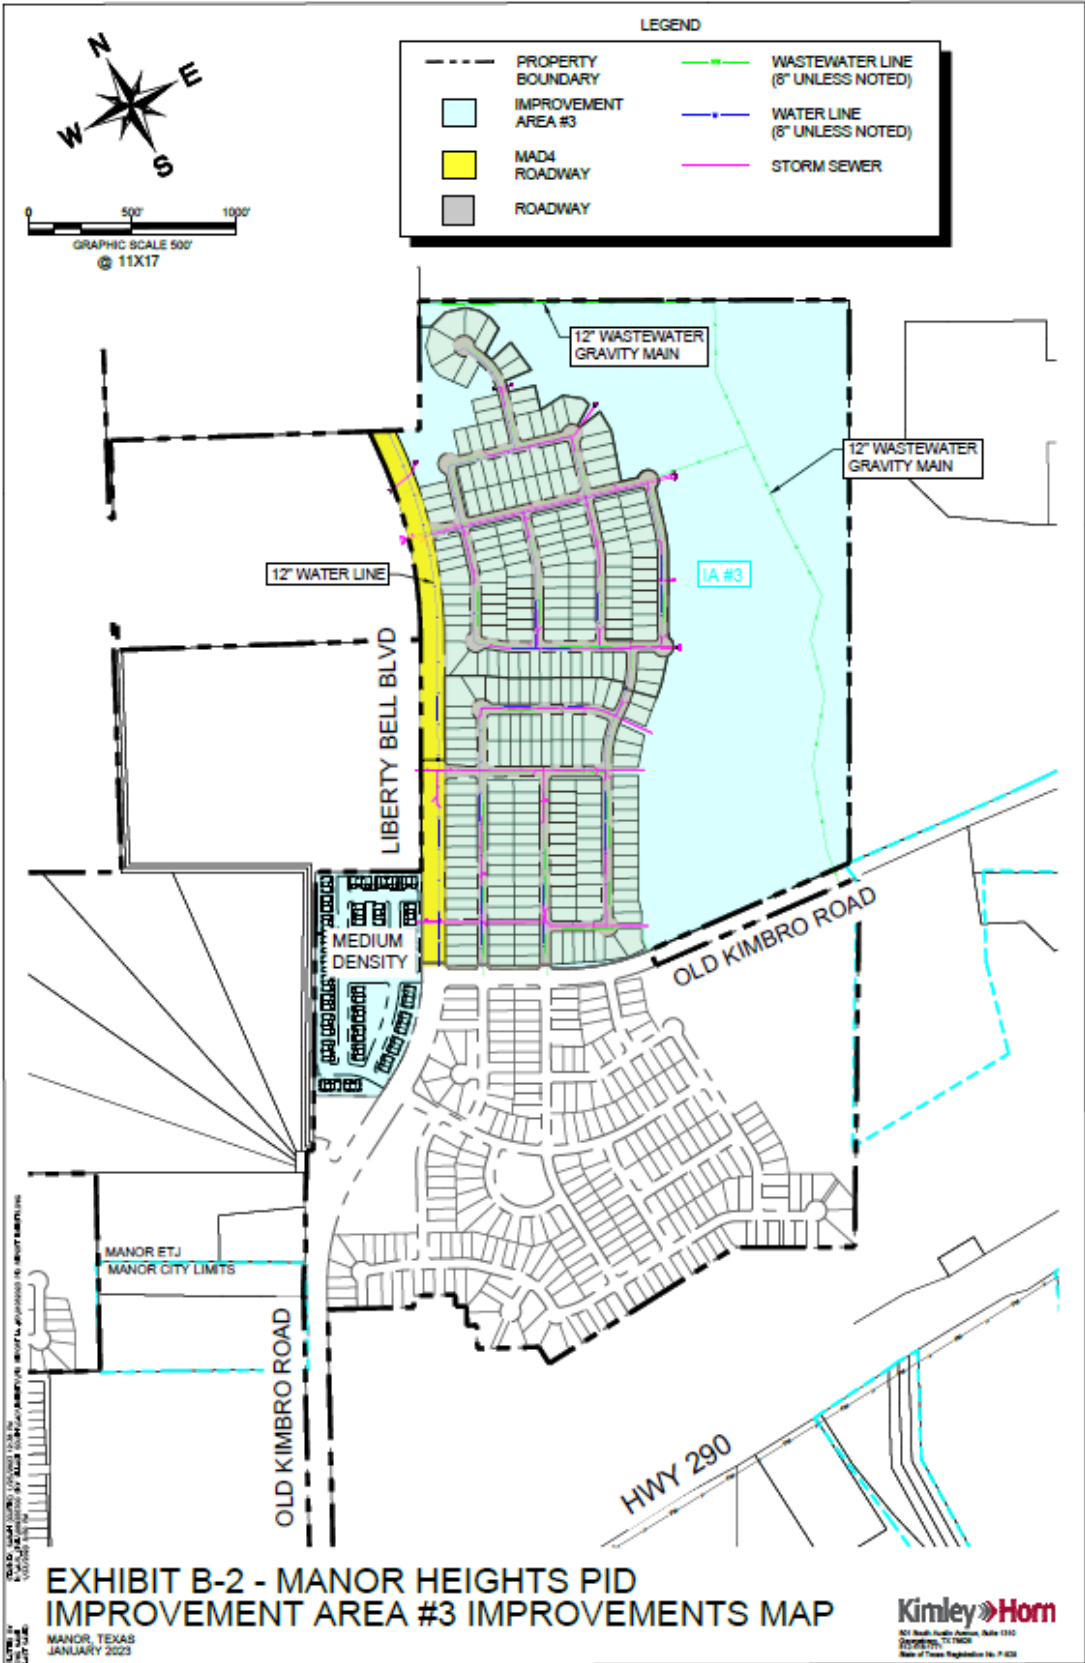 LEGEND
PROPERTY
BOUNDARY
IMPROVEMENT
AREA #3
MAD4
ROADWAY
ROADWAY
WASTEWATER LINE
(8" UNLESS NOTED)
WATER LINE
(8" UNLESS NOTED)
STORM SEWER
N
E
W
S
0 500' 1000'
GRAPHIC SCALE 500'
@ 11X17
12" WASTEWATER
GRAVITY MAIN
12" WASTEWATER
GRAVITY MAIN
12" WATER LINE
IA #3
LIBERTY BELL BLVD
MEDIUM
DENSITY
OLD KIMBRO ROAD
MANOR ETJ
MANOR CITY LIMITS
OLD KIMBRO ROAD
HWY 290
EXHIBIT B-2 - MANOR HEIGHTS PID
IMPROVEMENT AREA #3 IMPROVEMENTS MAP
MANOR, TEXAS
JANUARY 2023
Kimley»Horn